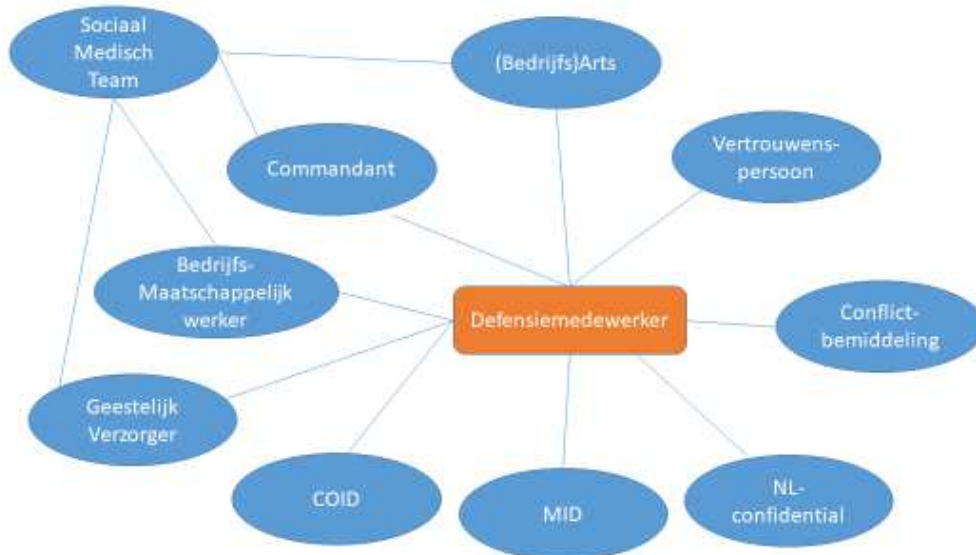 Sociaal
Medisch
Team
(Bedrijfs)Arts
Commandant
Vertrouwens-
persoon
Bedrijfs-
Maatschappelijk
werker
Defensiemedewerker
Conflict-
bemiddeling
Geestelijk
Verzorger
COID
MID
NL-
confidential